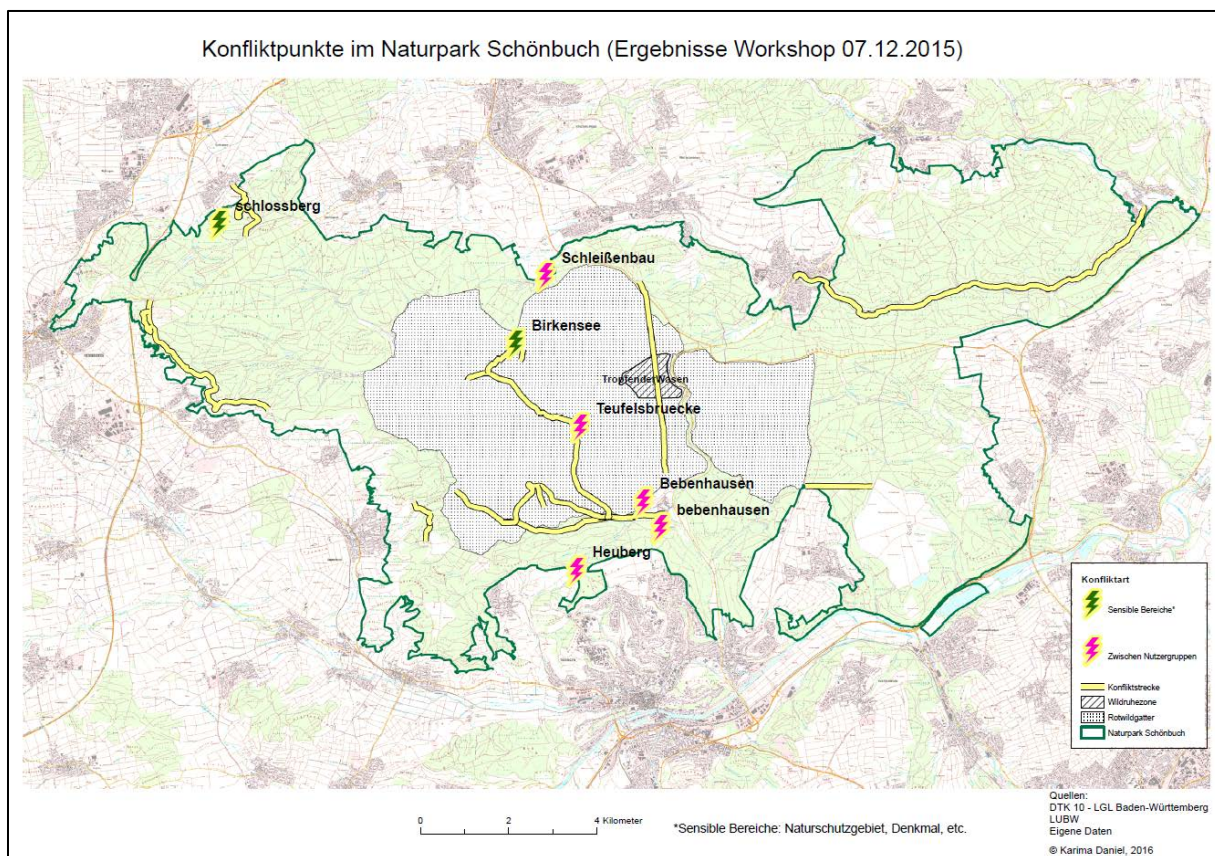 Konfliktpunkte im Naturpark Schönbuch (Ergebnisse Workshop 07.12.2015)
schlossberg
Schleißenbau
Birkensee
TropfenderWasen
Teufelsbruecke
Bebenhausen
bebenhausen
Heuberg
Konfliktart
Sensible Bereiche*
Zwischen Nutzergruppen
Konfliktstrecke
Wildruhezone
Rotwildgatter
Naturpark Schönbuch
0 2 4 Kilometer
*Sensible Bereiche: Naturschutzgebiet, Denkmal, etc.
Quellen:
DTK 10 - LGL Baden-Württemberg
LUBW
Eigene Daten
© Karima Daniel, 2016